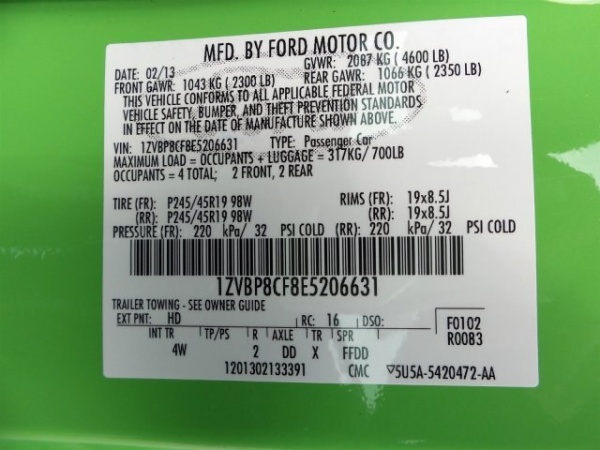 MFD. BY FORD MOTOR CO.
DATE: 02/13 GVWR: 2087 KG ( 4600 LB)
FRONT GAWR: 1043 KG ( 2300 LB) REAR GAWR: 1066 KG ( 2350 LB)
THIS VEHICLE CONFORMS TO ALL APPLICABLE FEDERAL MOTOR
VEHICLE SAFETY, BUMPER, AND THEFT PREVENTION STANDARDS
IN EFFECT ON THE DATE OF MANUFACTURE SHOWN ABOVE.
VIN: 1ZVBP8CF8E5206631 TYPE: Passenger Car
MAXIMUM LOAD = OCCUPANTS + LUGGAGE = 317KG/700LB
OCCUPANTS = 4 TOTAL; 2 FRONT, 2 REAR
TIRE (FR): P245/45R19 98W RIMS (FR): 19x8.5J
(RR): P245/45R19 98W (RR): 19x8.5J
PRESSURE (FR): 220 kPa/ 32 PSI COLD (RR): 220 kPa/ 32 PSI COLD
1ZVBP8CF8E5206631
TRAILER TOWING - SEE OWNER GUIDE
EXT PNT: HD RC: 16 DSO: F0102
INT TR TP/PS R AXLE TR SPR R0083
4W 2 DD X FFDD
1201302133391 CMC ▽5U5A-5420472-AA